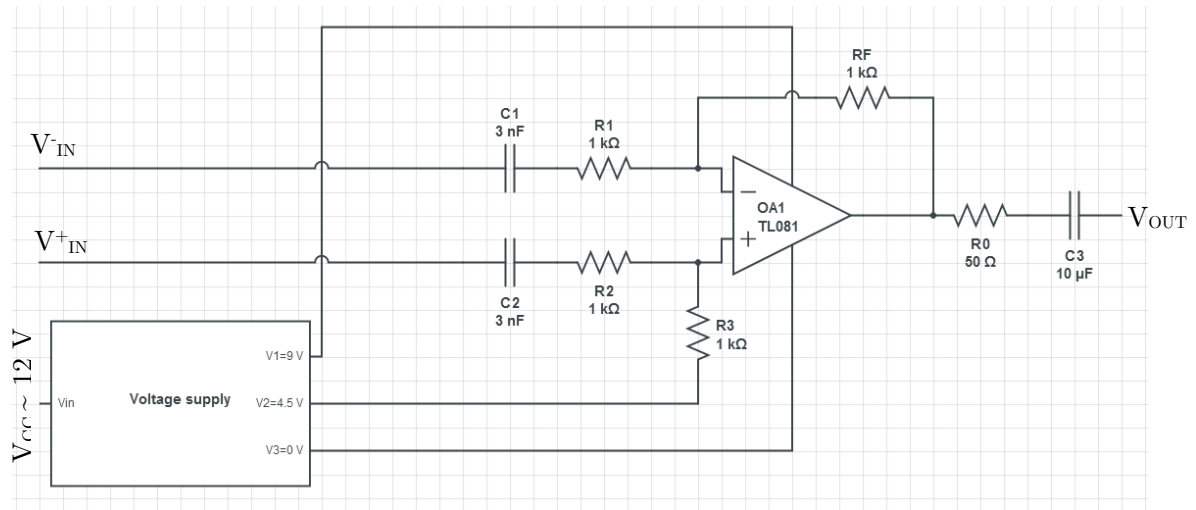 RF
1 kΩ
C1
3 nF
R1
1 kΩ
V-IN
OA1
TL081
V+IN
VOUT
R0
50 Ω
C3
10 µF
C2
3 nF
R2
1 kΩ
R3
1 kΩ
VCC ~ 12 V
Vin
Voltage supply
V1=9 V
V2=4.5 V
V3=0 V